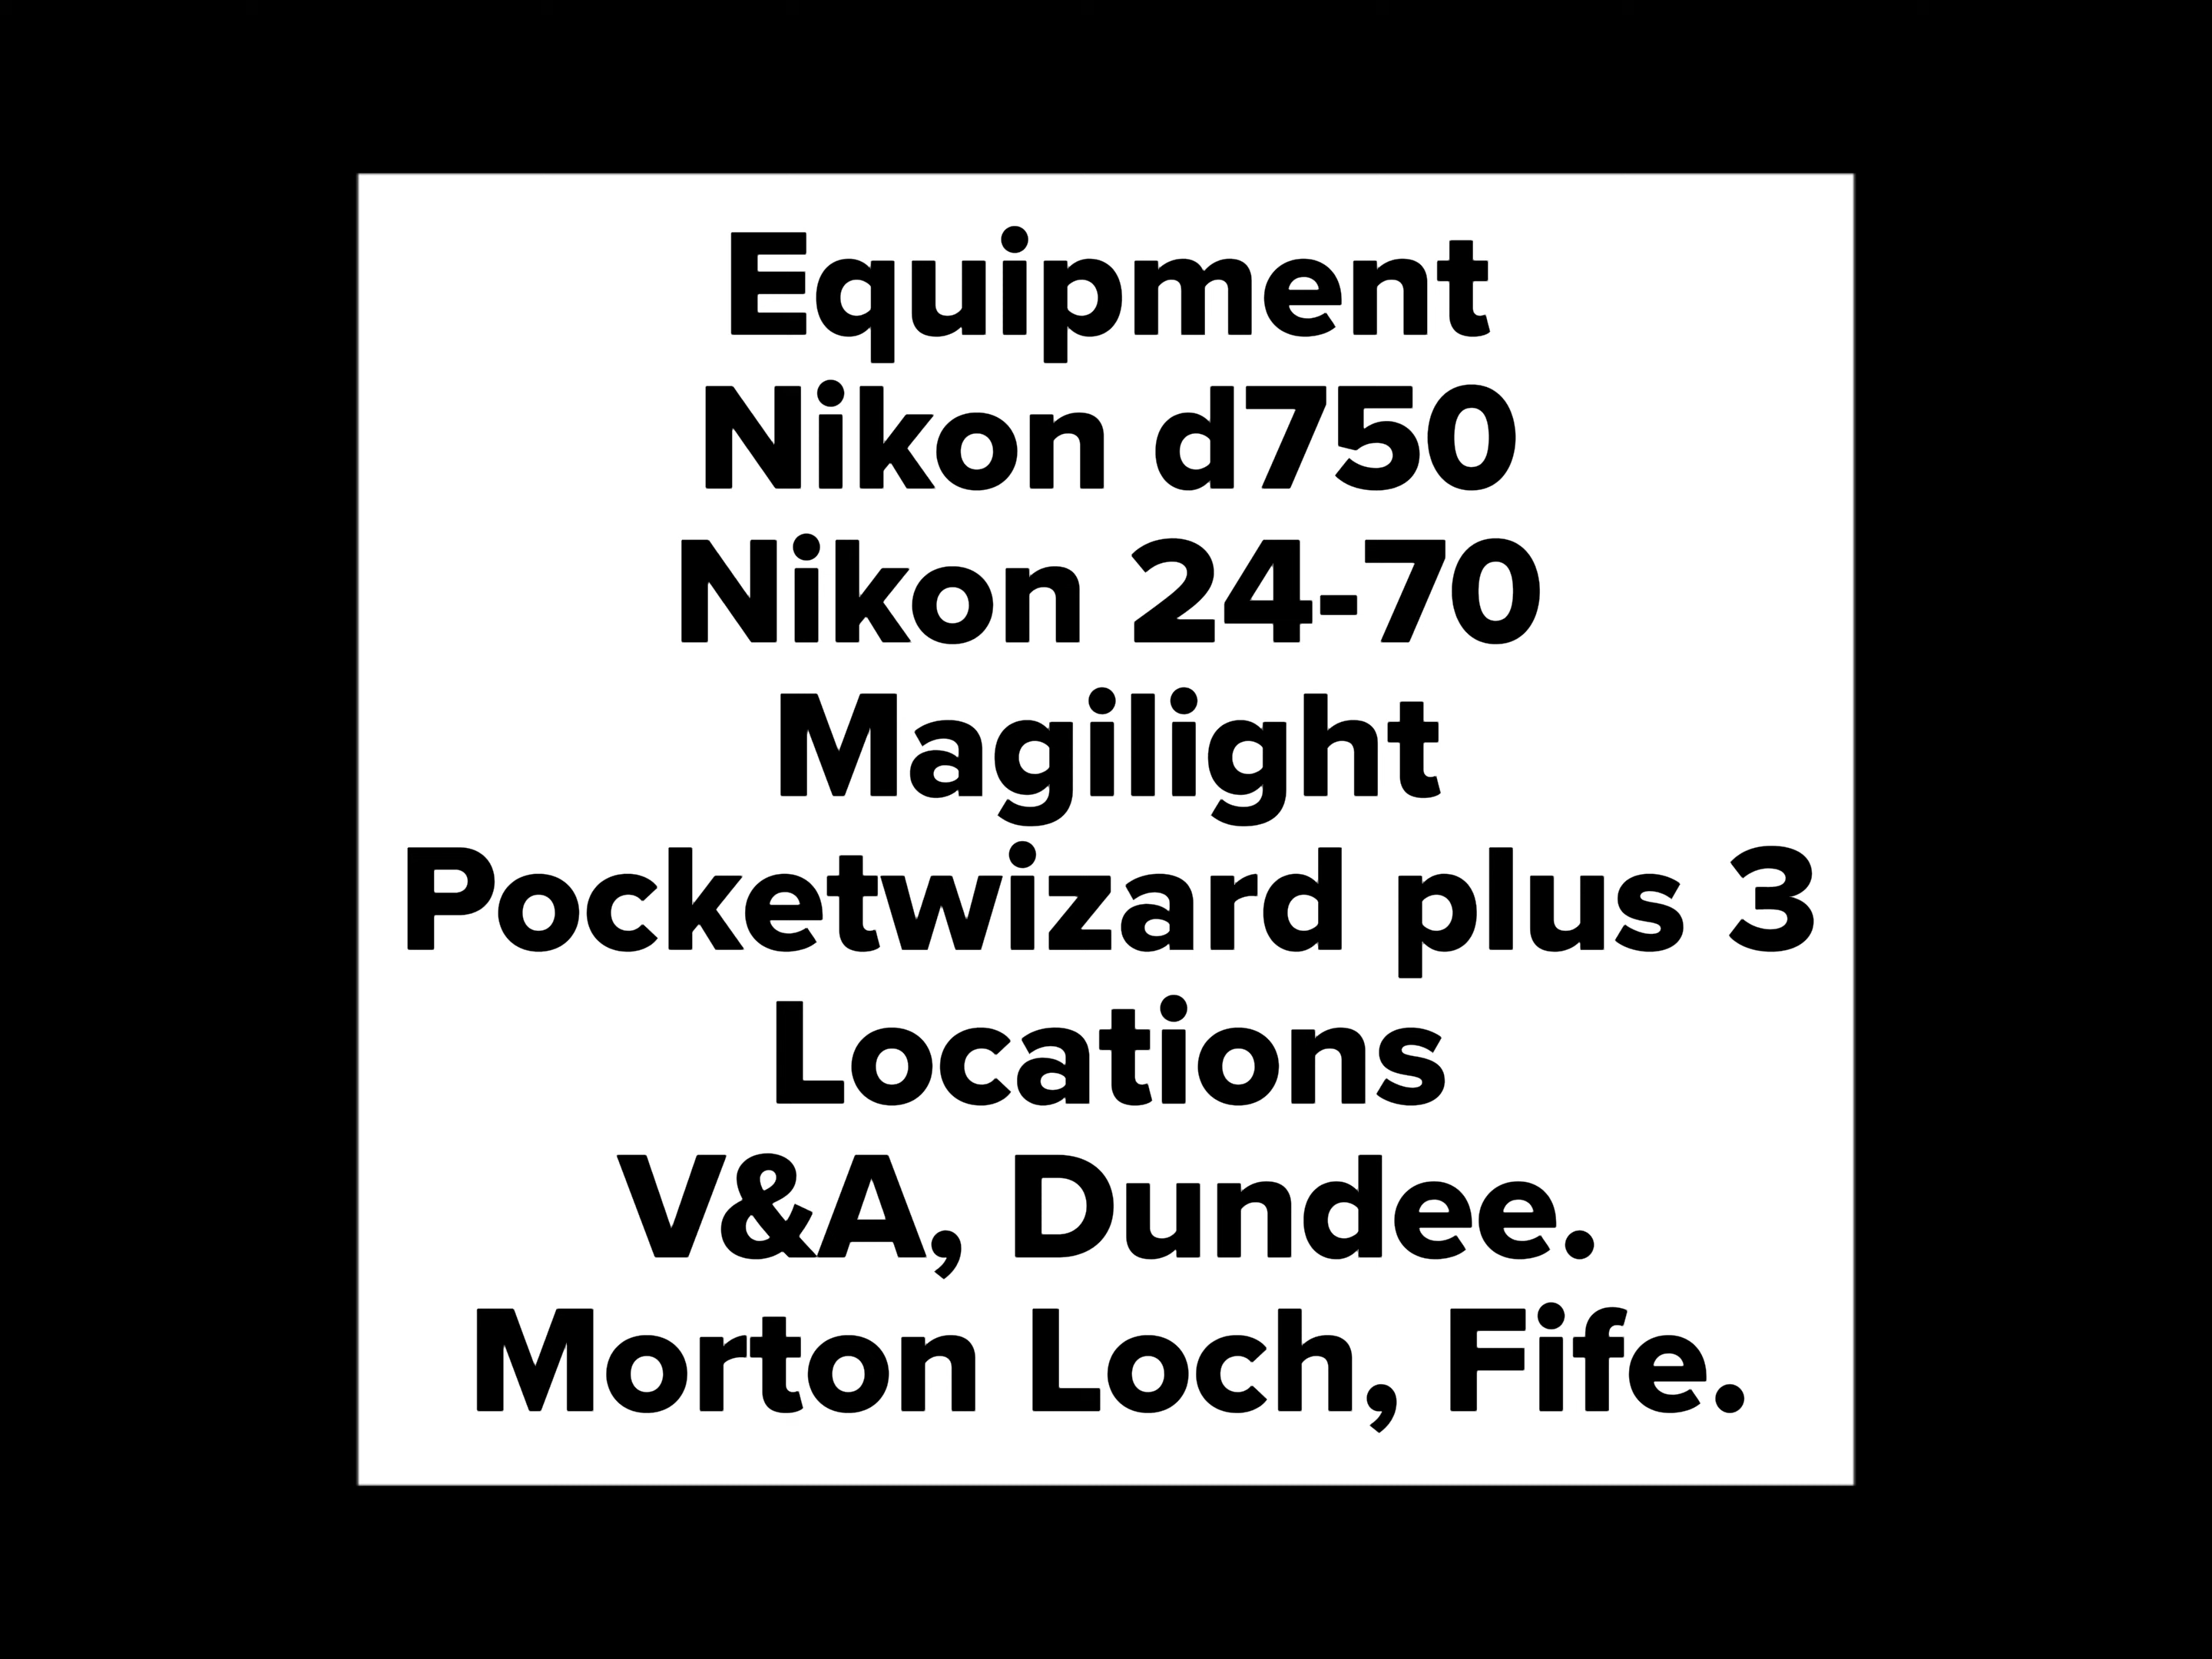 Equipment
Nikon d750
Nikon 24-70
Magilight
Pocketwizard plus 3
Locations
V&A, Dundee.
Morton Loch, Fife.